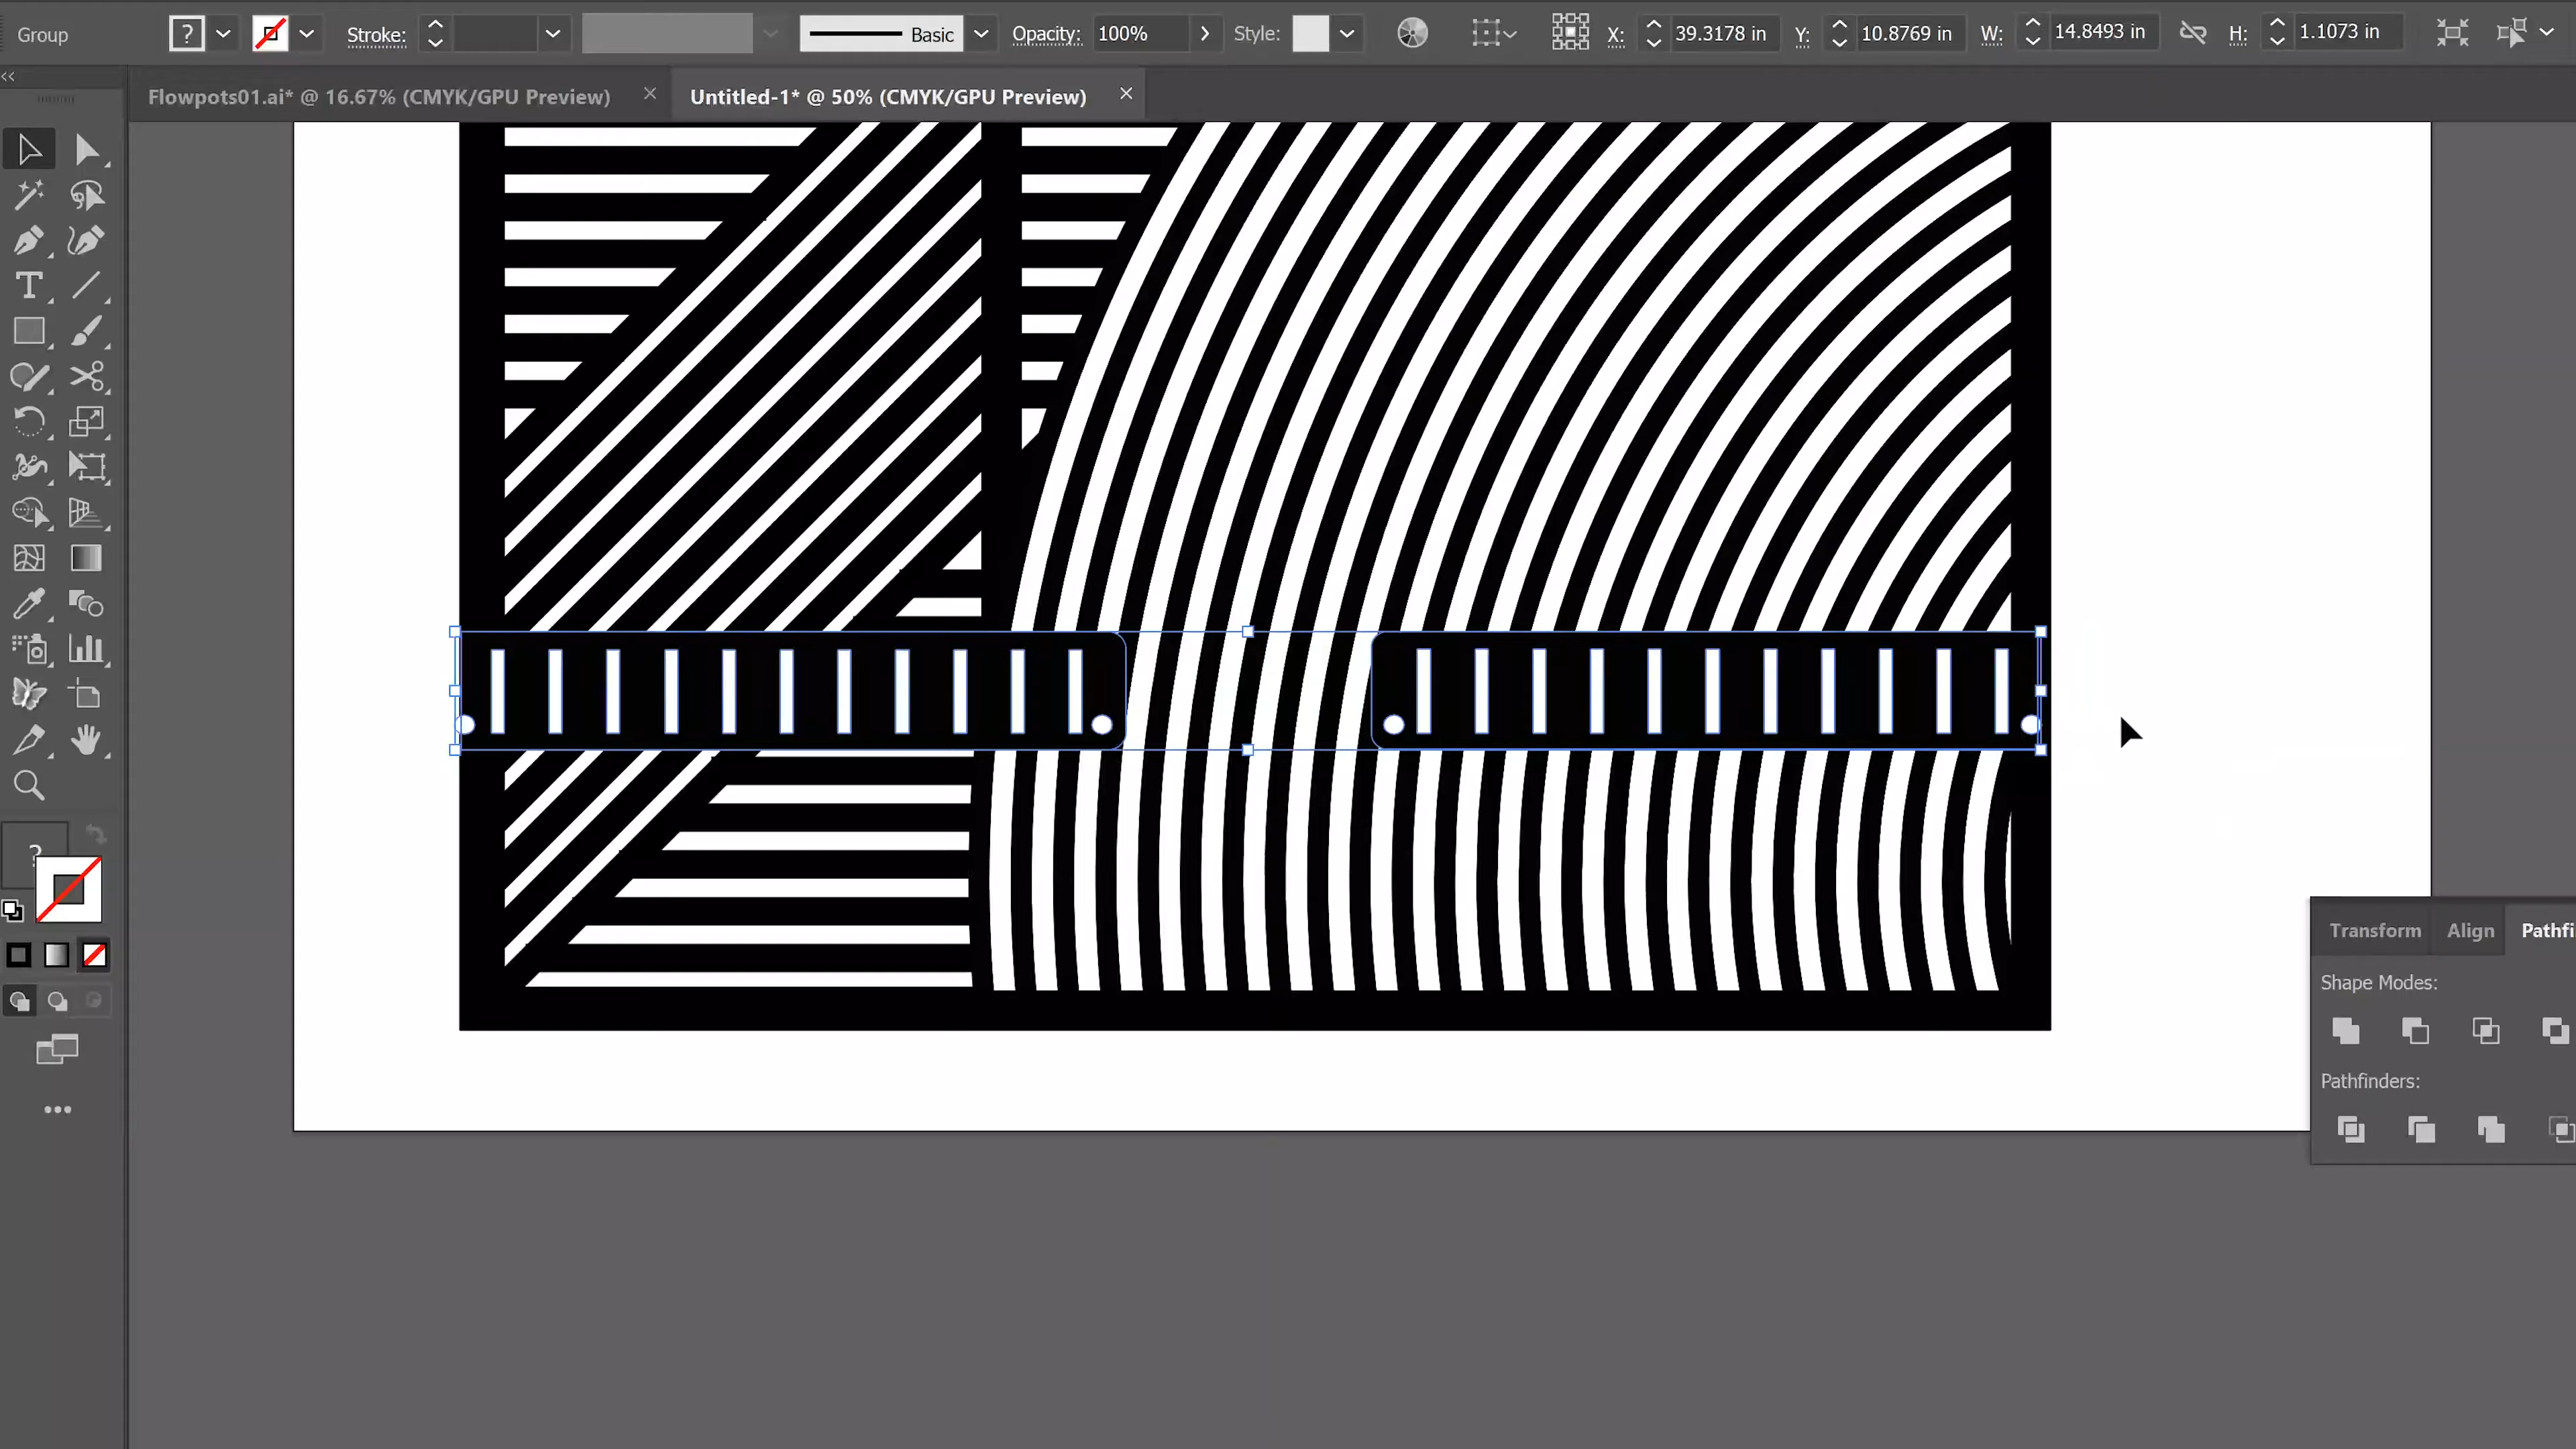 Group ? Stroke: Basic Opacity: 100% Style: X: 39.3178 in Y: 10.8769 in W: 14.8493 in H: 1.1073 in
Flowpots01.ai* @ 16.67% (CMYK/GPU Preview) × Untitled-1* @ 50% (CMYK/GPU Preview) ×
T
?
Transform Align Pathfi
Shape Modes:
Pathfinders: